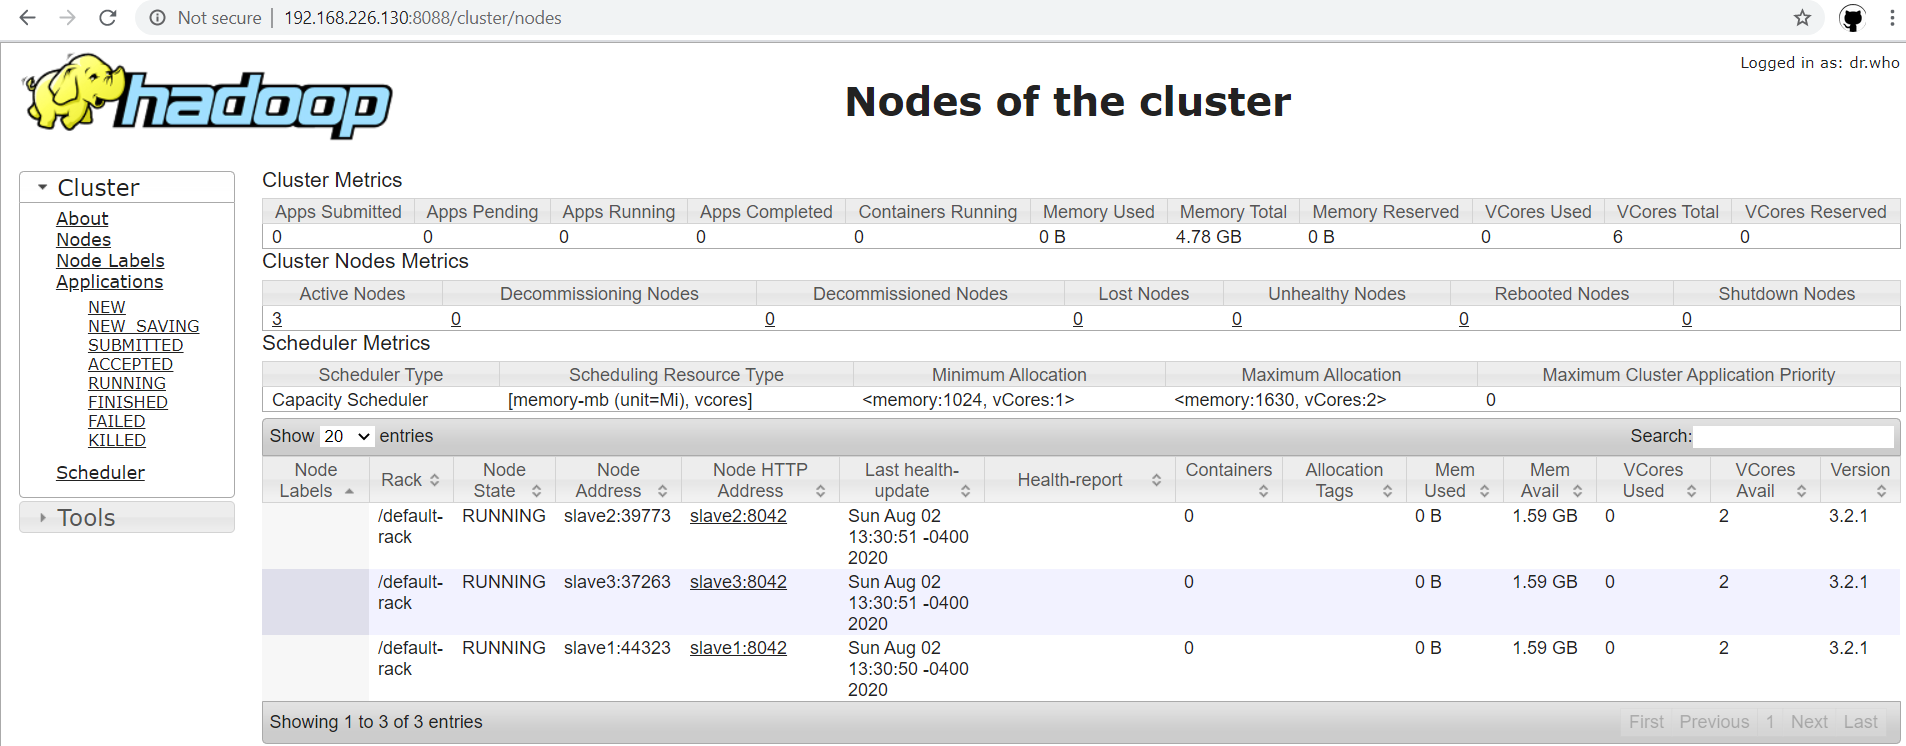 Not secure | 192.168.226.130:8088/cluster/nodes
Logged in as: dr.who
hadoop
Nodes of the cluster
Cluster
About
Nodes
Node Labels
Applications
NEW
NEW_SAVING
SUBMITTED
ACCEPTED
RUNNING
FINISHED
FAILED
KILLED
Scheduler
Tools
Cluster Metrics
Apps Submitted Apps Pending Apps Running Apps Completed Containers Running Memory Used Memory Total Memory Reserved VCores Used VCores Total VCores Reserved
0 0 0 0 0 0 B 4.78 GB 0 B 0 6 0
Cluster Nodes Metrics
Active Nodes Decommissioning Nodes Decommissioned Nodes Lost Nodes Unhealthy Nodes Rebooted Nodes Shutdown Nodes
3 0 0 0 0 0 0
Scheduler Metrics
Scheduler Type Scheduling Resource Type Minimum Allocation Maximum Allocation Maximum Cluster Application Priority
Capacity Scheduler [memory-mb (unit=Mi), vcores] <memory:1024, vCores:1> <memory:1630, vCores:2> 0
Show 20 entries Search:
Node Node Node Node HTTP Last health- Allocation Mem Mem VCores VCores Version
Labels Rack State Address Address update Health-report Containers Tags Used Avail Used Avail
/default- RUNNING slave2:39773 slave2:8042 Sun Aug 02 0 0 B 1.59 GB 0 2 3.2.1
rack 13:30:51 -0400
2020
/default- RUNNING slave3:37263 slave3:8042 Sun Aug 02 0 0 B 1.59 GB 0 2 3.2.1
rack 13:30:51 -0400
2020
/default- RUNNING slave1:44323 slave1:8042 Sun Aug 02 0 0 B 1.59 GB 0 2 3.2.1
rack 13:30:50 -0400
2020
Showing 1 to 3 of 3 entries First Previous 1 Next Last